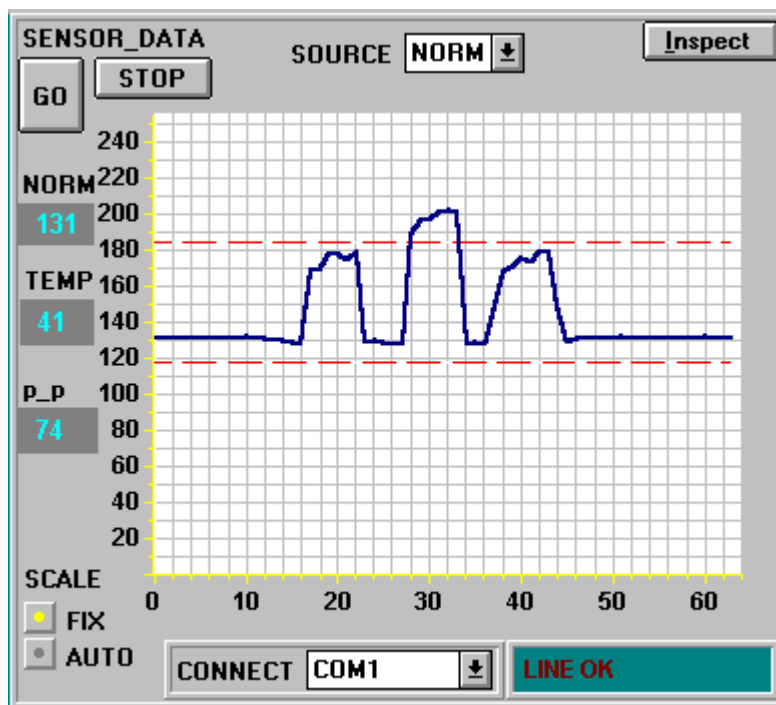 SENSOR_DATA
GO
STOP
SOURCE NORM
Inspect
NORM
131
TEMP
41
P_P
74
240
220
200
180
160
140
120
100
80
60
40
20
0 10 20 30 40 50 60
SCALE
FIX
AUTO
CONNECT COM1
LINE OK